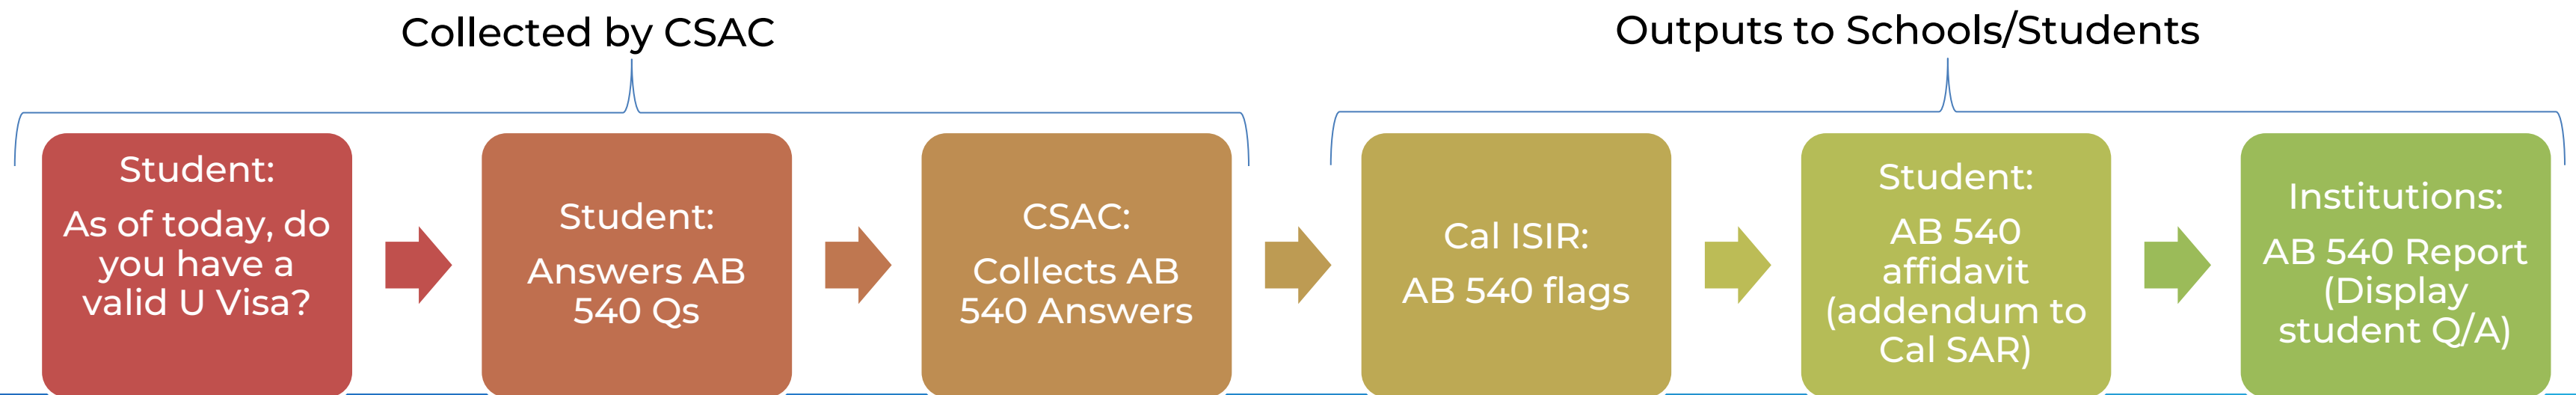 Collected by CSAC
Outputs to Schools/Students
Student:
As of today, do
you have a
valid U Visa?
Student:
Answers AB
540 Qs
CSAC:
Collects AB
540 Answers
Cal ISIR:
AB 540 flags
Student:
AB 540
affidavit
(addendum to
Cal SAR)
Institutions:
AB 540 Report
(Display
student Q/A)